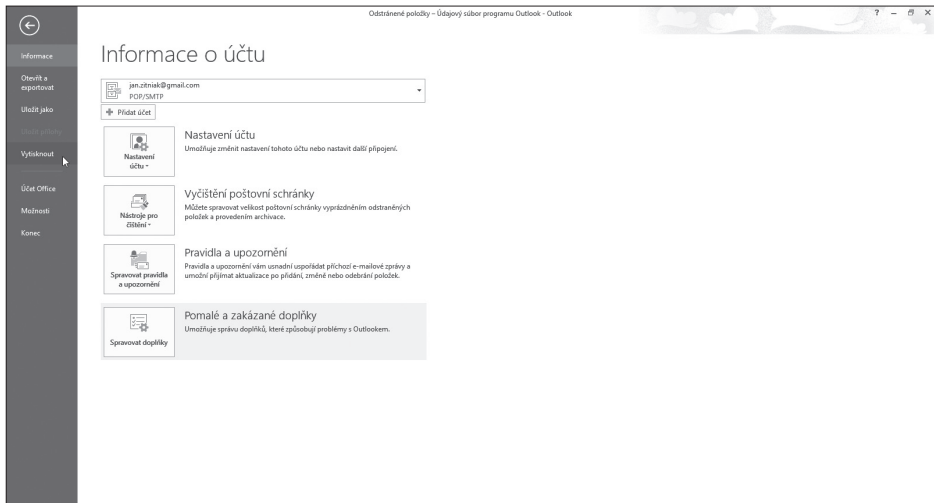 Odstránené položky – Údajový súbor programu Outlook - Outlook
?
Informace
Otevřít a
exportovat
Uložit jako
Uložit přílohy
Vytisknout
Účet Office
Možnosti
Konec
Informace o účtu
jan.zitniak@gmail.com
POP/SMTP
Přidat účet
Nastavení
účtu
Nastavení účtu
Umožňuje změnit nastavení tohoto účtu nebo nastavit další připojení.
Nástroje pro
čištění
Vyčištění poštovní schránky
Můžete spravovat velikost poštovní schránky vyprázdněním odstraněných
položek a provedením archivace.
Spravovat pravidla
a upozornění
Pravidla a upozornění
Pravidla a upozornění vám usnadní uspořádat příchozí e-mailové zprávy a
umožní přijímat aktualizace po přidání, změně nebo odebrání položek.
Spravovat doplňky
Pomalé a zakázané doplňky
Umožňuje správu doplňků, které způsobují problémy s Outlookem.